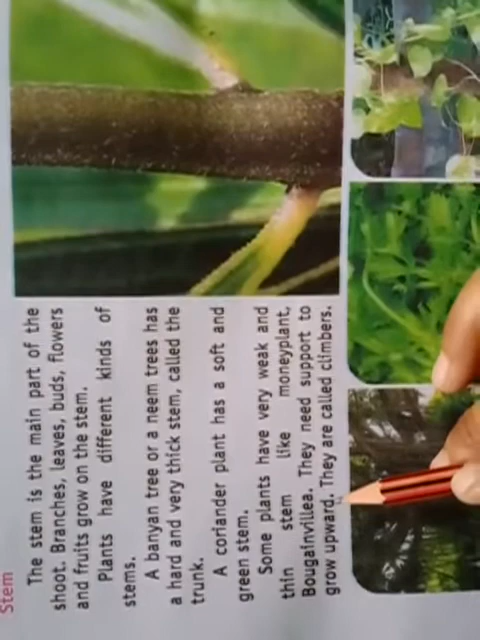 Stem
The stem is the main part of the
shoot. Branches, leaves, buds, flowers
and fruits grow on the stem.
Plants have different kinds of
stems.
A banyan tree or a neem trees has
a hard and very thick stem, called the
trunk.
A coriander plant has a soft and
green stem.
Some plants have very weak and
thin stem like moneyplant,
Bougainvillea. They need support to
grow upward. They are called climbers.